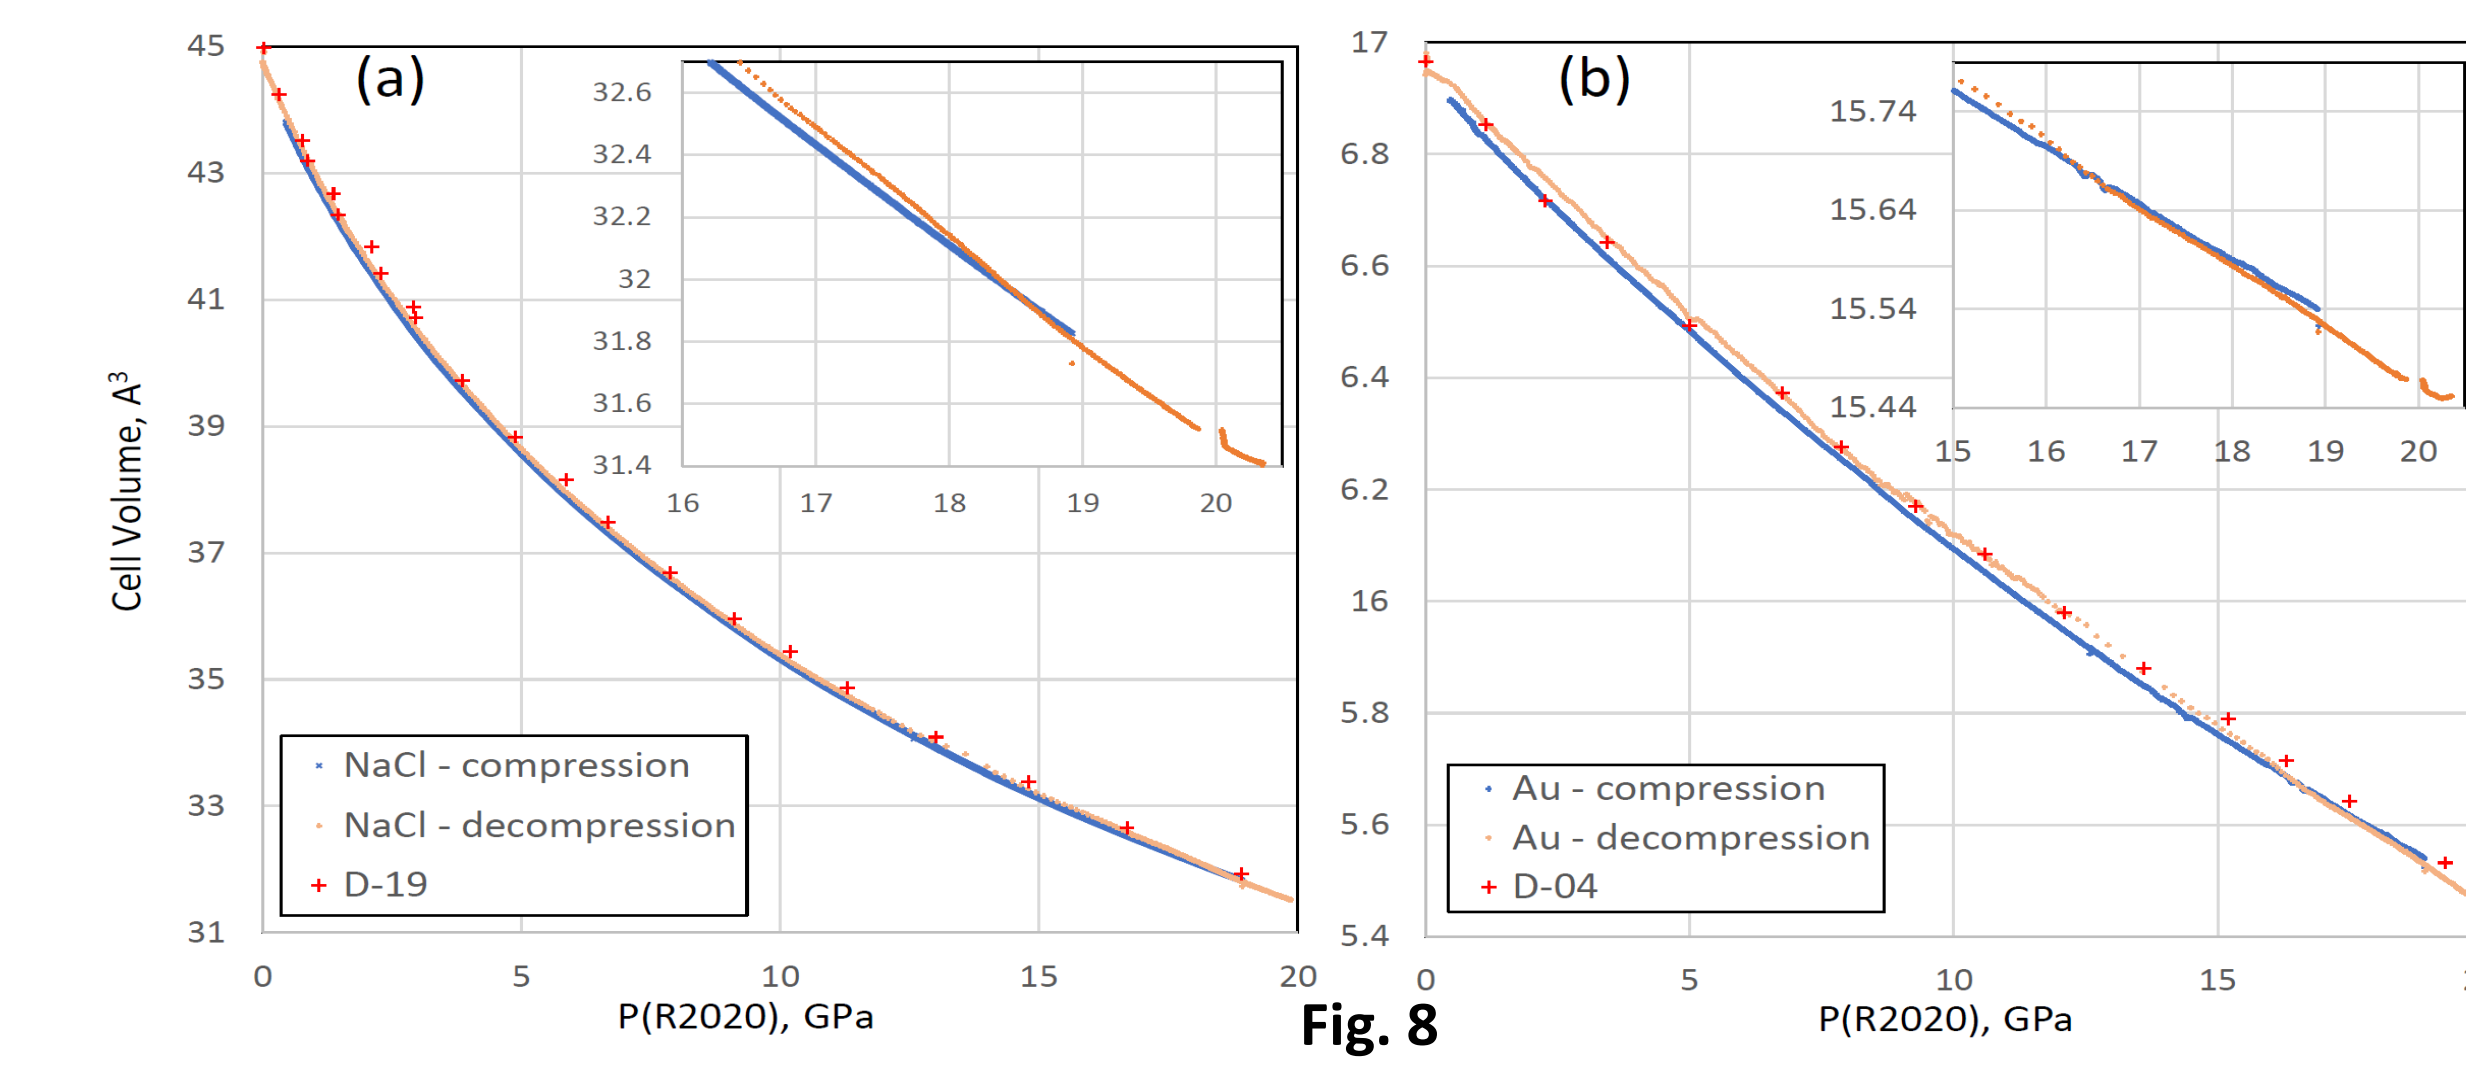 (a)
45
43
41
39
37
35
33
31
Cell Volume, A³
32.6
32.4
32.2
32
31.8
31.6
31.4
16 17 18 19 20
NaCl - compression
NaCl - decompression
D-19
0 5 10 15 20
P(R2020), GPa
(b)
17
6.8
6.6
6.4
6.2
16
5.8
5.6
5.4
15.74
15.64
15.54
15.44
15 16 17 18 19 20
Au - compression
Au - decompression
D-04
0 5 10 15
P(R2020), GPa
Fig. 8